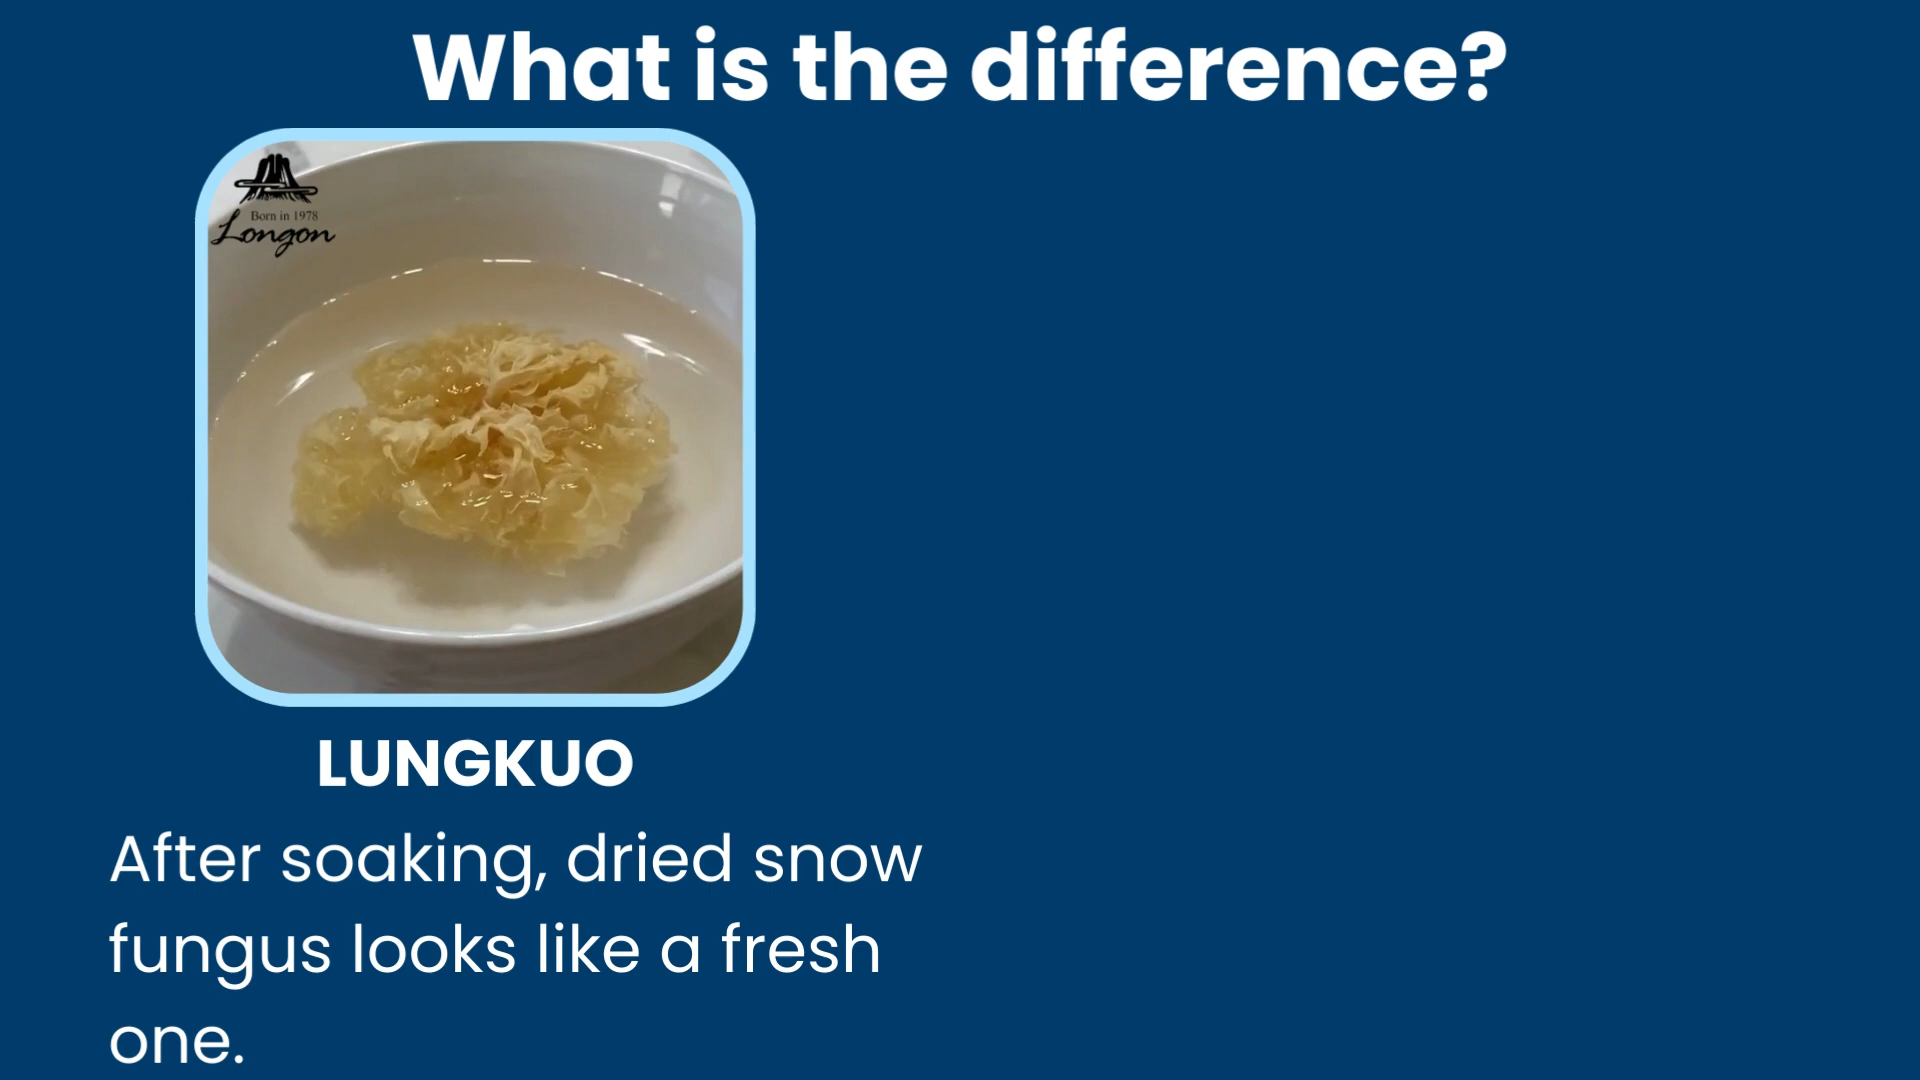 What is the difference?
Born in 1978
Longon
LUNGKUO
After soaking, dried snow
fungus looks like a fresh
one.